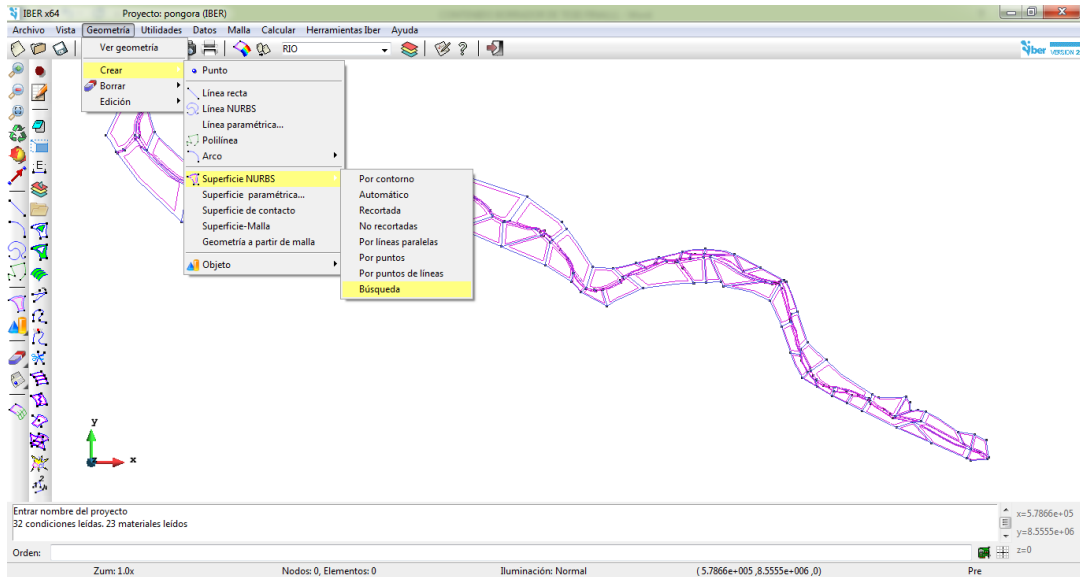 IBER x64 Proyecto: pongora (IBER)
Archivo Vista Geometría Utilidades Datos Malla Calcular Herramientas Iber Ayuda
RIO
iber VERSION 2
Ver geometría
Crear
Borrar
Edición
Punto
Línea recta
Línea NURBS
Línea paramétrica...
Polilínea
Arco
Superficie NURBS
Superficie paramétrica...
Superficie de contacto
Superficie-Malla
Geometría a partir de malla
Objeto
Por contorno
Automático
Recortada
No recortadas
Por líneas paralelas
Por puntos
Por puntos de líneas
Búsqueda
y
x
Entrar nombre del proyecto
32 condiciones leídas. 23 materiales leídos
x=5.7866e+05
y=8.5555e+06
z=0
Orden:
Zum: 1.0x Nodos: 0, Elementos: 0 Iluminación: Normal ( 5.7866e+005 ,8.5555e+006 ,0) Pre